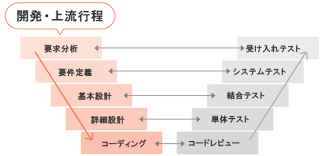 開発・上流行程
要求分析
受け入れテスト
要件定義
システムテスト
基本設計
結合テスト
詳細設計
単体テスト
コーディング
コードレビュー